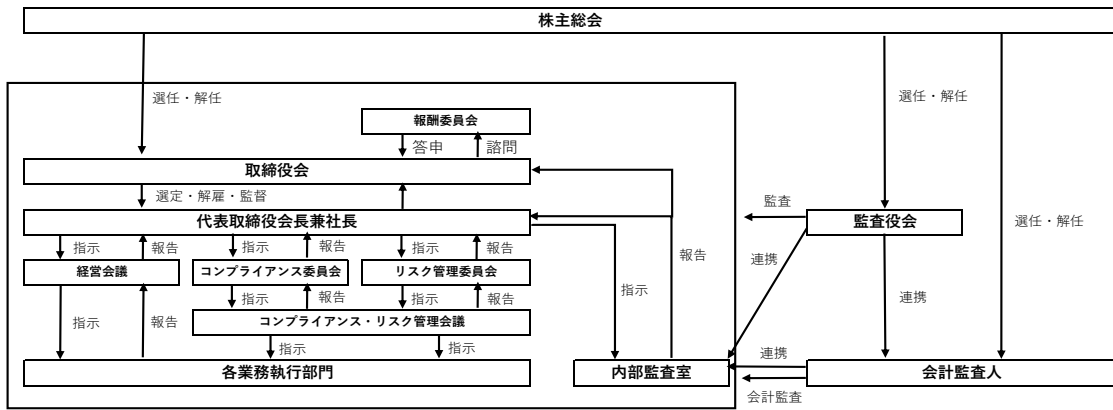 株主総会
選任・解任
選任・解任
選任・解任
報酬委員会
答申
諮問
取締役会
選定・解雇・監督
代表取締役会長兼社長
監査
監査役会
指示
報告
指示
報告
指示
報告
経営会議
コンプライアンス委員会
リスク管理委員会
報告
連携
指示
報告
指示
報告
指示
連携
コンプライアンス・リスク管理会議
指示
報告
指示
指示
連携
各業務執行部門
内部監査室
会計監査人
会計監査